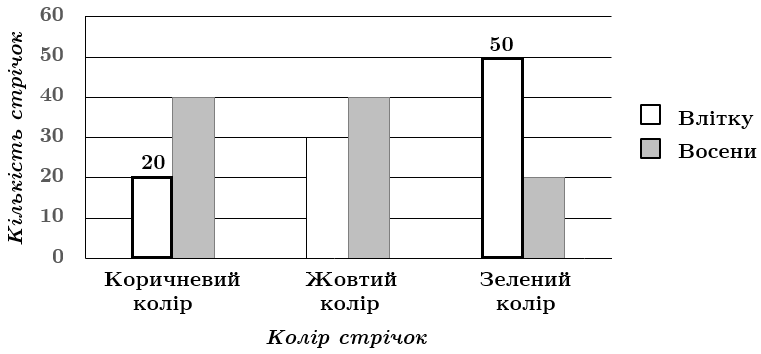 60
50
40
30
20
10
0
Кількість стрічок
20
50
Коричневий
колір
Жовтий
колір
Зелений
колір
Колір стрічок
Влітку
Восени